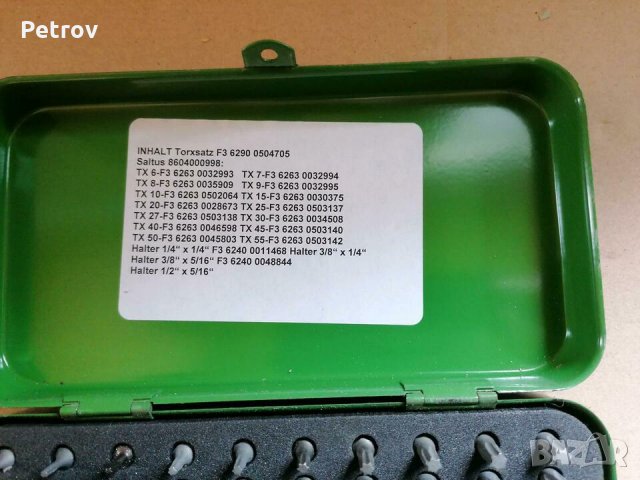 Petrov
INHALT Torxsatz F3 6290 0504705
Saltus 8604000998:
TX 6-F3 6263 0032993 TX 7-F3 6263 0032994
TX 8-F3 6263 0035909 TX 9-F3 6263 0032995
TX 10-F3 6263 0502064 TX 15-F3 6263 0030375
TX 20-F3 6263 0028673 TX 25-F3 6263 0503137
TX 27-F3 6263 0503138 TX 30-F3 6263 0034508
TX 40-F3 6263 0046598 TX 45-F3 6263 0503140
TX 50-F3 6263 0045803 TX 55-F3 6263 0503142
Halter 1/4“ x 1/4“ F3 6240 0011468 Halter 3/8“ x 1/4“
Halter 3/8“ x 5/16“ F3 6240 0048844
Halter 1/2“ x 5/16“
BAZAR